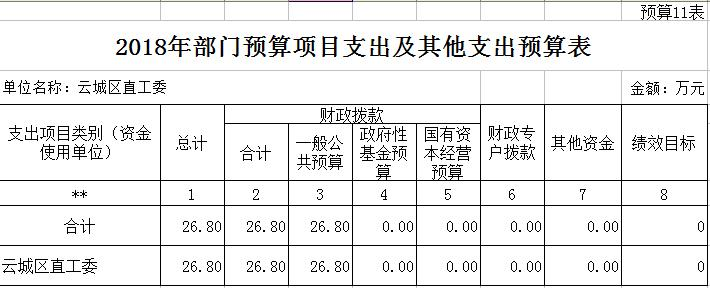 预算11表
2018年部门预算项目支出及其他支出预算表
单位名称：云城区直工委 金额：万元
支出项目类别（资金使用单位） 总计 财政拨款 财政专户拨款 其他资金 绩效目标
合计 一般公共预算 政府性基金预算 国有资本经营预算
** 1 2 3 4 5 6 7 8
合计 26.80 26.80 26.80 0.00 0.00 0.00 0.00 0
云城区直工委 26.80 26.80 26.80 0.00 0.00 0.00 0.00 0